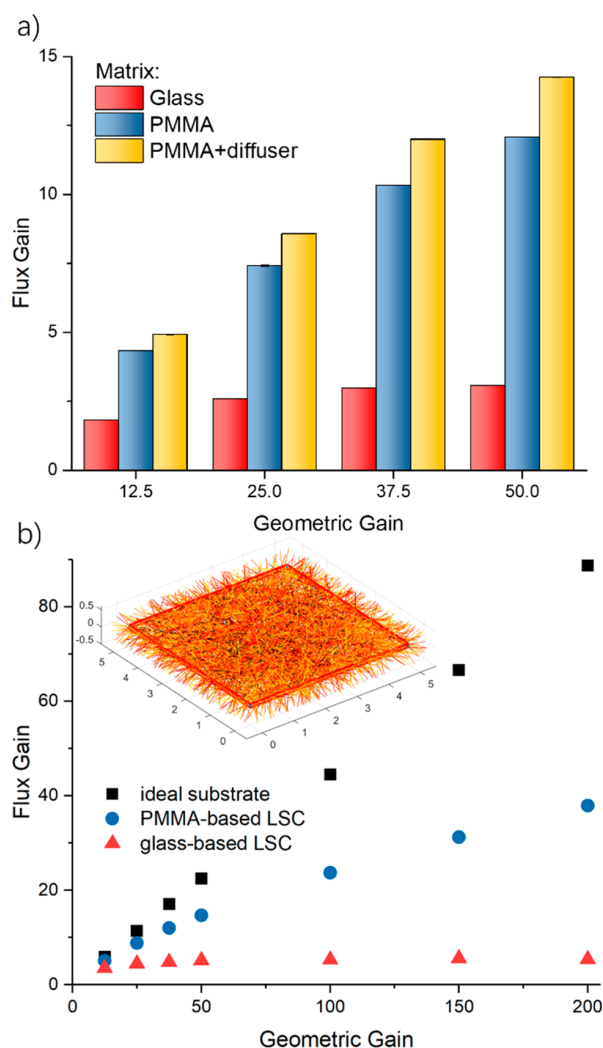 a)
15
Matrix:
Glass
PMMA
PMMA+diffuser
10
Flux Gain
5
0
12.5 25.0 37.5 50.0
Geometric Gain
b)
80
0.5
0
-0.5
5 4 3 2 1 0
0 1 2 3 4 5
60
Flux Gain
ideal substrate
40
PMMA-based LSC
glass-based LSC
20
0
0 50 100 150 200
Geometric Gain